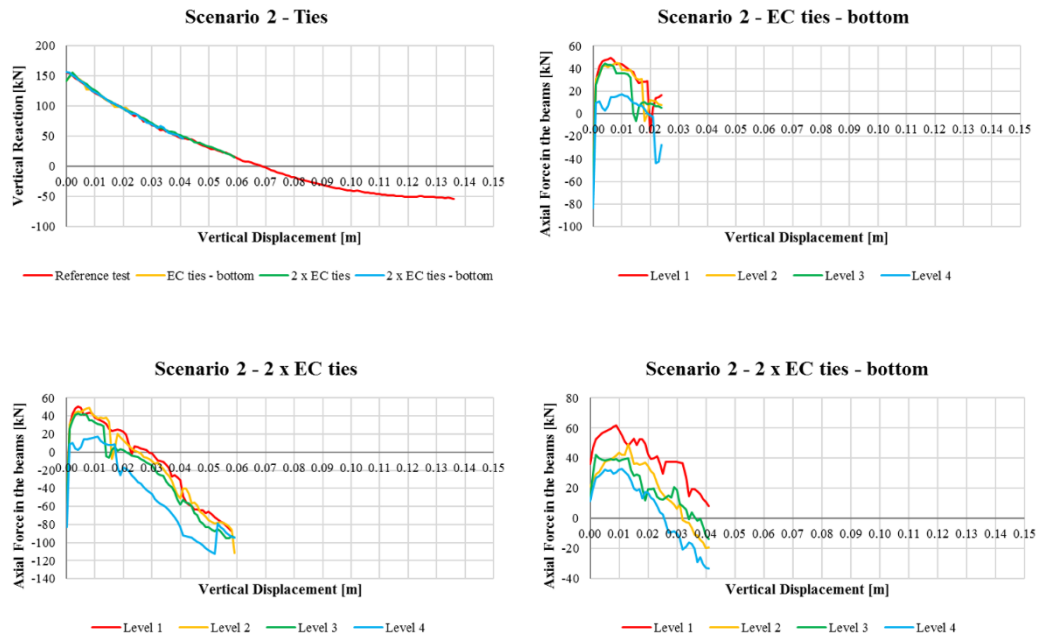 Scenario 2 - Ties
Vertical Reaction [kN]
200
150
100
50
0
-50
-100
0.00 0.01 0.02 0.03 0.04 0.05 0.06 0.07 0.08 0.09 0.10 0.11 0.12 0.13 0.14 0.15
Vertical Displacement [m]
Reference test EC ties - bottom 2 x EC ties 2 x EC ties - bottom
Scenario 2 - EC ties - bottom
Axial Force in the beams [kN]
60
40
20
0
-20
-40
-60
-80
-100
0.00 0.01 0.02 0.03 0.04 0.05 0.06 0.07 0.08 0.09 0.10 0.11 0.12 0.13 0.14 0.15
Vertical Displacement [m]
Level 1 Level 2 Level 3 Level 4
Scenario 2 - 2 x EC ties
Axial Force in the beams [kN]
60
40
20
0
-20
-40
-60
-80
-100
-120
-140
0.00 0.01 0.02 0.03 0.04 0.05 0.06 0.07 0.08 0.09 0.10 0.11 0.12 0.13 0.14 0.15
Vertical Displacement [m]
Level 1 Level 2 Level 3 Level 4
Scenario 2 - 2 x EC ties - bottom
Axial Force in the beams [kN]
80
60
40
20
0
-20
-40
0.00 0.01 0.02 0.03 0.04 0.05 0.06 0.07 0.08 0.09 0.10 0.11 0.12 0.13 0.14 0.15
Vertical Displacement [m]
Level 1 Level 2 Level 3 Level 4